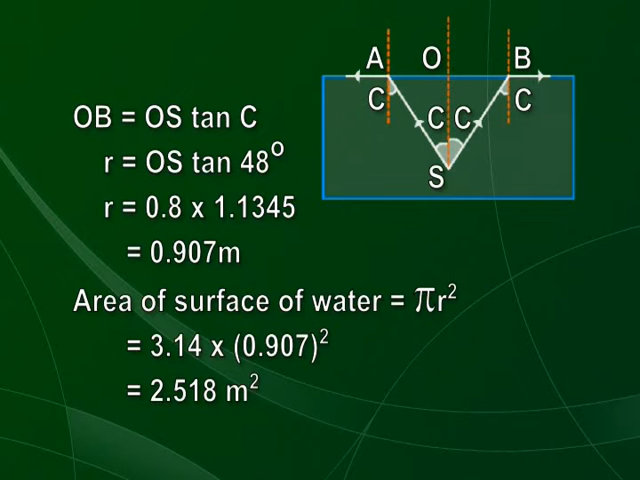 A O B
C C
C C
S
OB = OS tan C
r = OS tan 48°
r = 0.8 x 1.1345
= 0.907m
Area of surface of water = πr²
= 3.14 x (0.907)²
= 2.518 m²